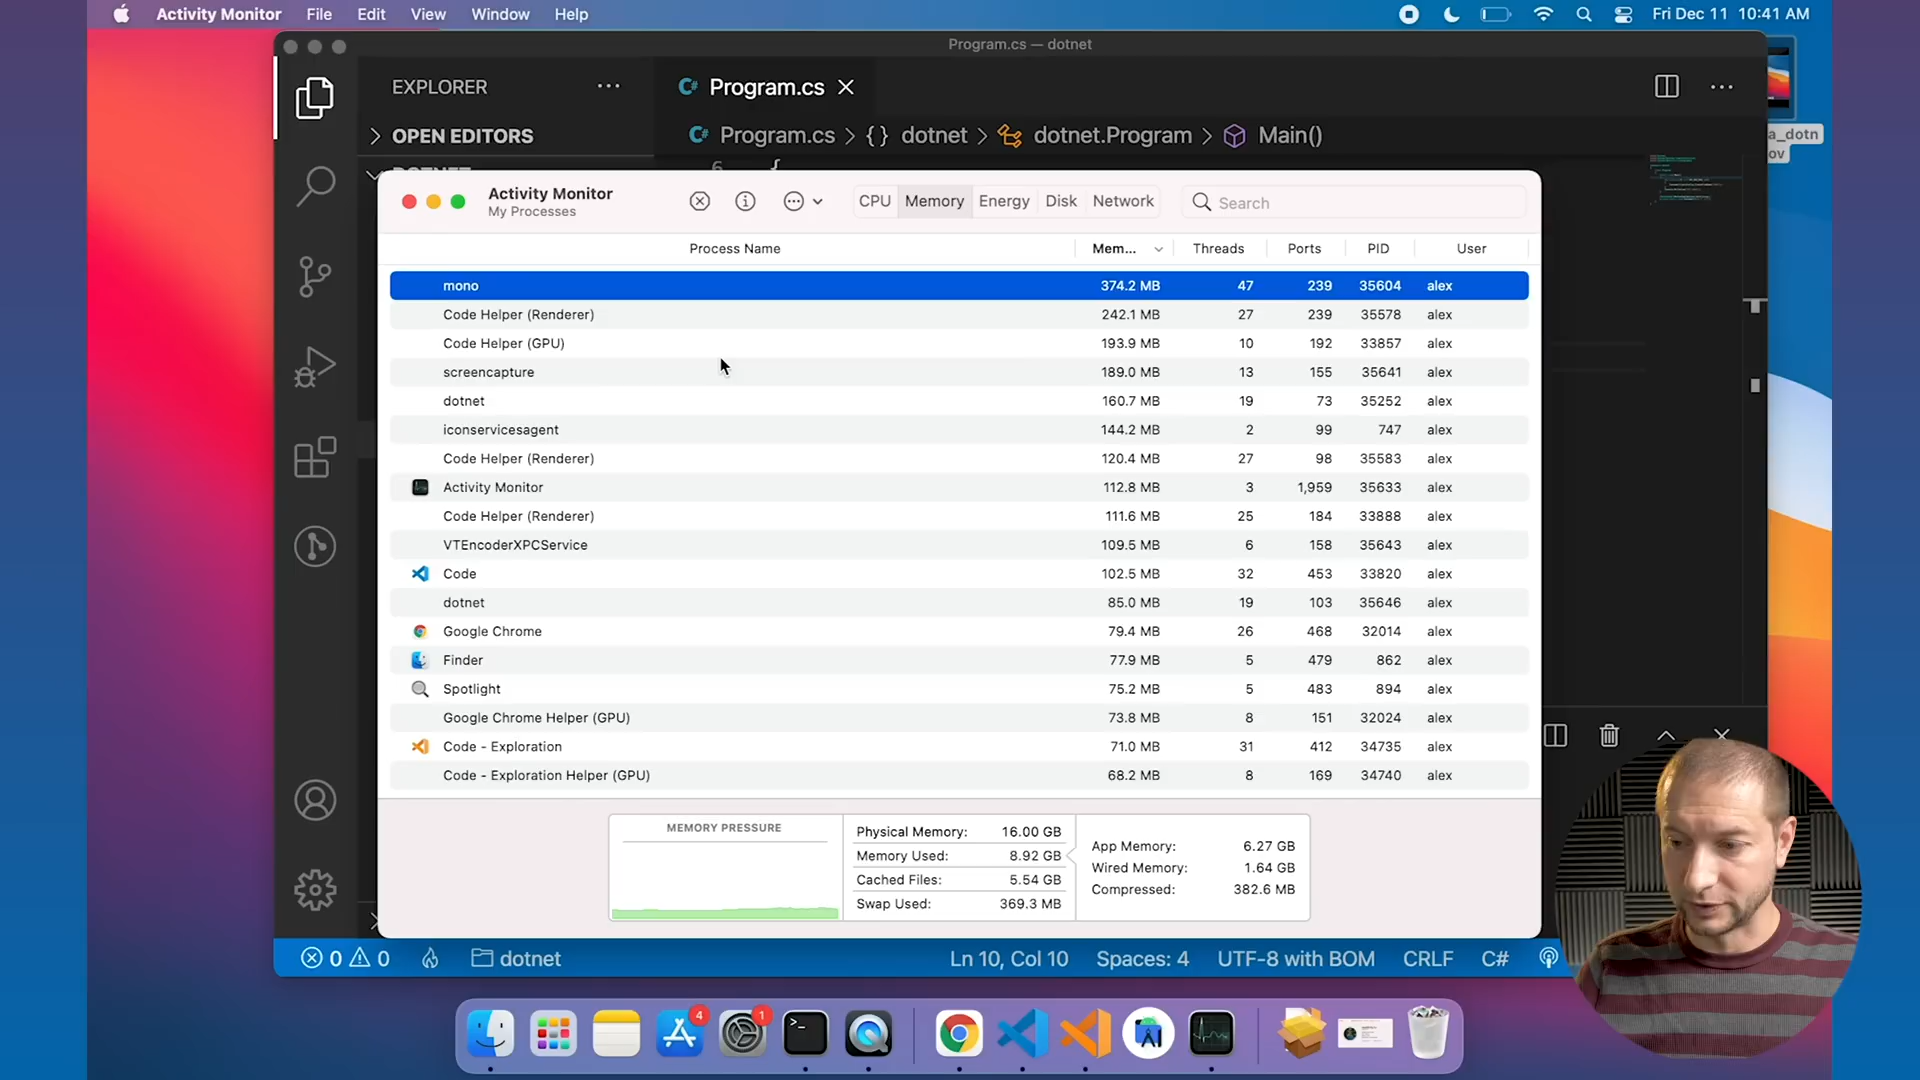 Activity Monitor File Edit View Window Help
Fri Dec 11 10:41 AM
Program.cs — dotnet
EXPLORER
Program.cs
OPEN EDITORS
Program.cs > {} dotnet > dotnet.Program > Main()
a_dotn
ov
DOTNET
6 {
Activity Monitor
My Processes
CPU Memory Energy Disk Network
Search
Process Name Mem... Threads Ports PID User
mono 374.2 MB 47 239 35604 alex
Code Helper (Renderer) 242.1 MB 27 239 35578 alex
Code Helper (GPU) 193.9 MB 10 192 33857 alex
screencapture 189.0 MB 13 155 35641 alex
dotnet 160.7 MB 19 73 35252 alex
iconservicesagent 144.2 MB 2 99 747 alex
Code Helper (Renderer) 120.4 MB 27 98 35583 alex
Activity Monitor 112.8 MB 3 1,959 35633 alex
Code Helper (Renderer) 111.6 MB 25 184 33888 alex
VTEncoderXPCService 109.5 MB 6 158 35643 alex
Code 102.5 MB 32 453 33820 alex
dotnet 85.0 MB 19 103 35646 alex
Google Chrome 79.4 MB 26 468 32014 alex
Finder 77.9 MB 5 479 862 alex
Spotlight 75.2 MB 5 483 894 alex
Google Chrome Helper (GPU) 73.8 MB 8 151 32024 alex
Code - Exploration 71.0 MB 31 412 34735 alex
Code - Exploration Helper (GPU) 68.2 MB 8 169 34740 alex
MEMORY PRESSURE
Physical Memory: 16.00 GB
Memory Used: 8.92 GB
Cached Files: 5.54 GB
Swap Used: 369.3 MB
App Memory: 6.27 GB
Wired Memory: 1.64 GB
Compressed: 382.6 MB
0 0 dotnet Ln 10, Col 10 Spaces: 4 UTF-8 with BOM CRLF C#
4
1